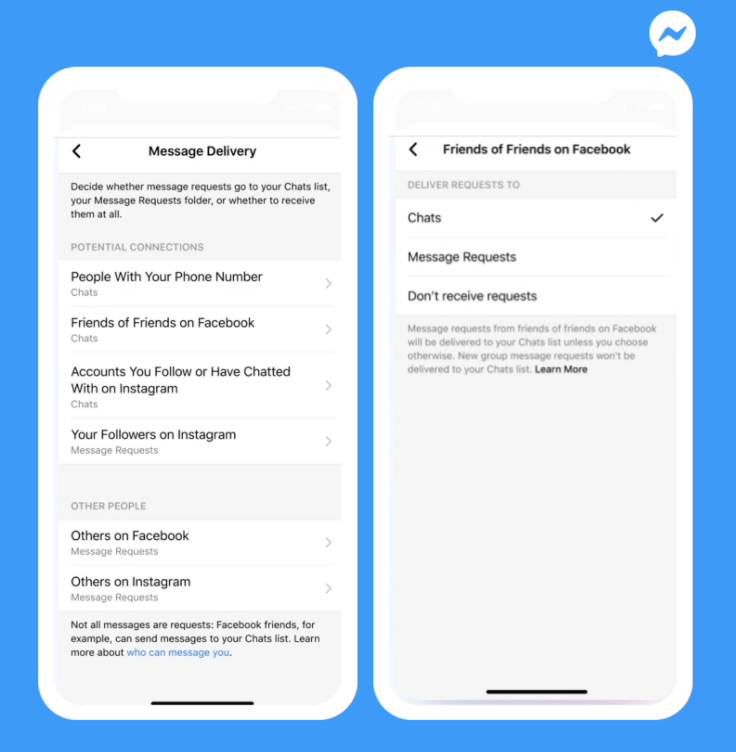 Message Delivery
Decide whether message requests go to your Chats list,
your Message Requests folder, or whether to receive
them at all.
POTENTIAL CONNECTIONS
People With Your Phone Number
Chats
Friends of Friends on Facebook
Chats
Accounts You Follow or Have Chatted
With on Instagram
Chats
Your Followers on Instagram
Message Requests
OTHER PEOPLE
Others on Facebook
Message Requests
Others on Instagram
Message Requests
Not all messages are requests: Facebook friends, for
example, can send messages to your Chats list. Learn
more about who can message you.
Friends of Friends on Facebook
DELIVER REQUESTS TO
Chats
Message Requests
Don't receive requests
Message requests from friends of friends on Facebook
will be delivered to your Chats list unless you choose
otherwise. New group message requests won't be
delivered to your Chats list. Learn More